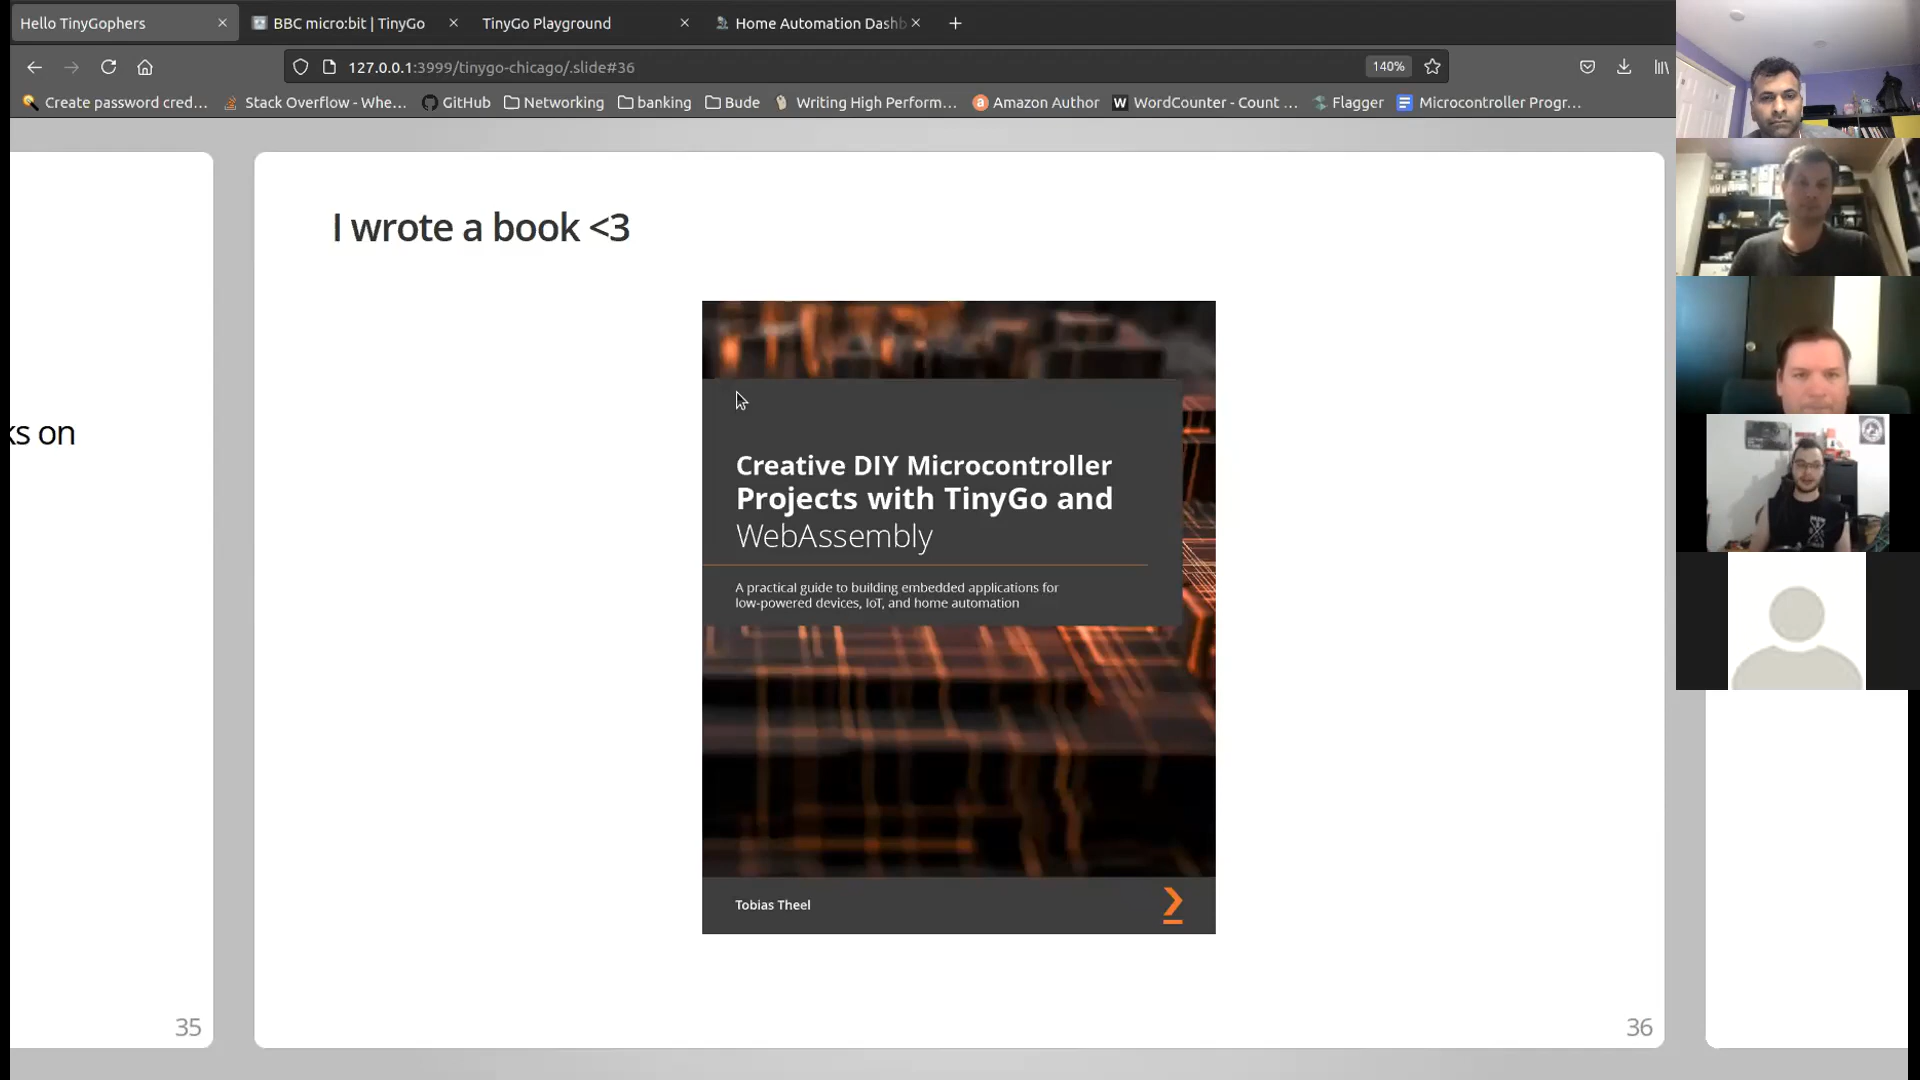 Hello TinyGophers
BBC micro:bit | TinyGo
TinyGo Playground
Home Automation Dashb
127.0.0.1:3999/tinygo-chicago/.slide#36
140%
Create password cred…
Stack Overflow - Whe…
GitHub
Networking
banking
Bude
Writing High Perform…
Amazon Author
WordCounter - Count …
Flagger
Microcontroller Progr…
ks on
35
I wrote a book <3
Creative DIY Microcontroller
Projects with TinyGo and
WebAssembly
A practical guide to building embedded applications for
low-powered devices, IoT, and home automation
Tobias Theel
36